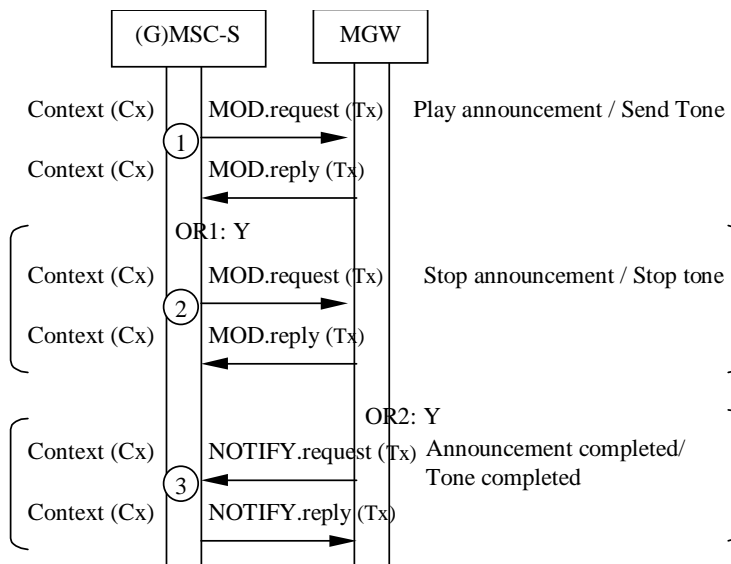 (G)MSC-S MGW
Context (Cx) MOD.request (Tx) Play announcement / Send Tone
1
Context (Cx) MOD.reply (Tx)
OR1: Y
Context (Cx) MOD.request (Tx) Stop announcement / Stop tone
2
Context (Cx) MOD.reply (Tx)
OR2: Y
Context (Cx) NOTIFY.request (Tx) Announcement completed/
3 Tone completed
Context (Cx) NOTIFY.reply (Tx)